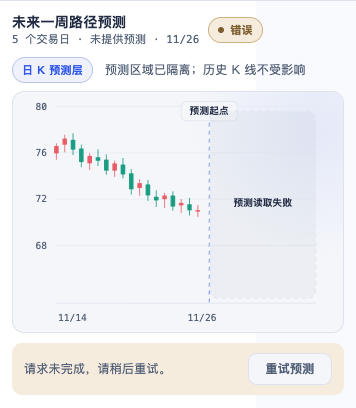 未来一周路径预测
5 个交易日 · 未提供预测 · 11/26
错误
日 K 预测层
预测区域已隔离；历史 K 线不受影响
80
预测起点
76
72
预测读取失败
68
11/14
11/26
请求未完成，请稍后重试。
重试预测